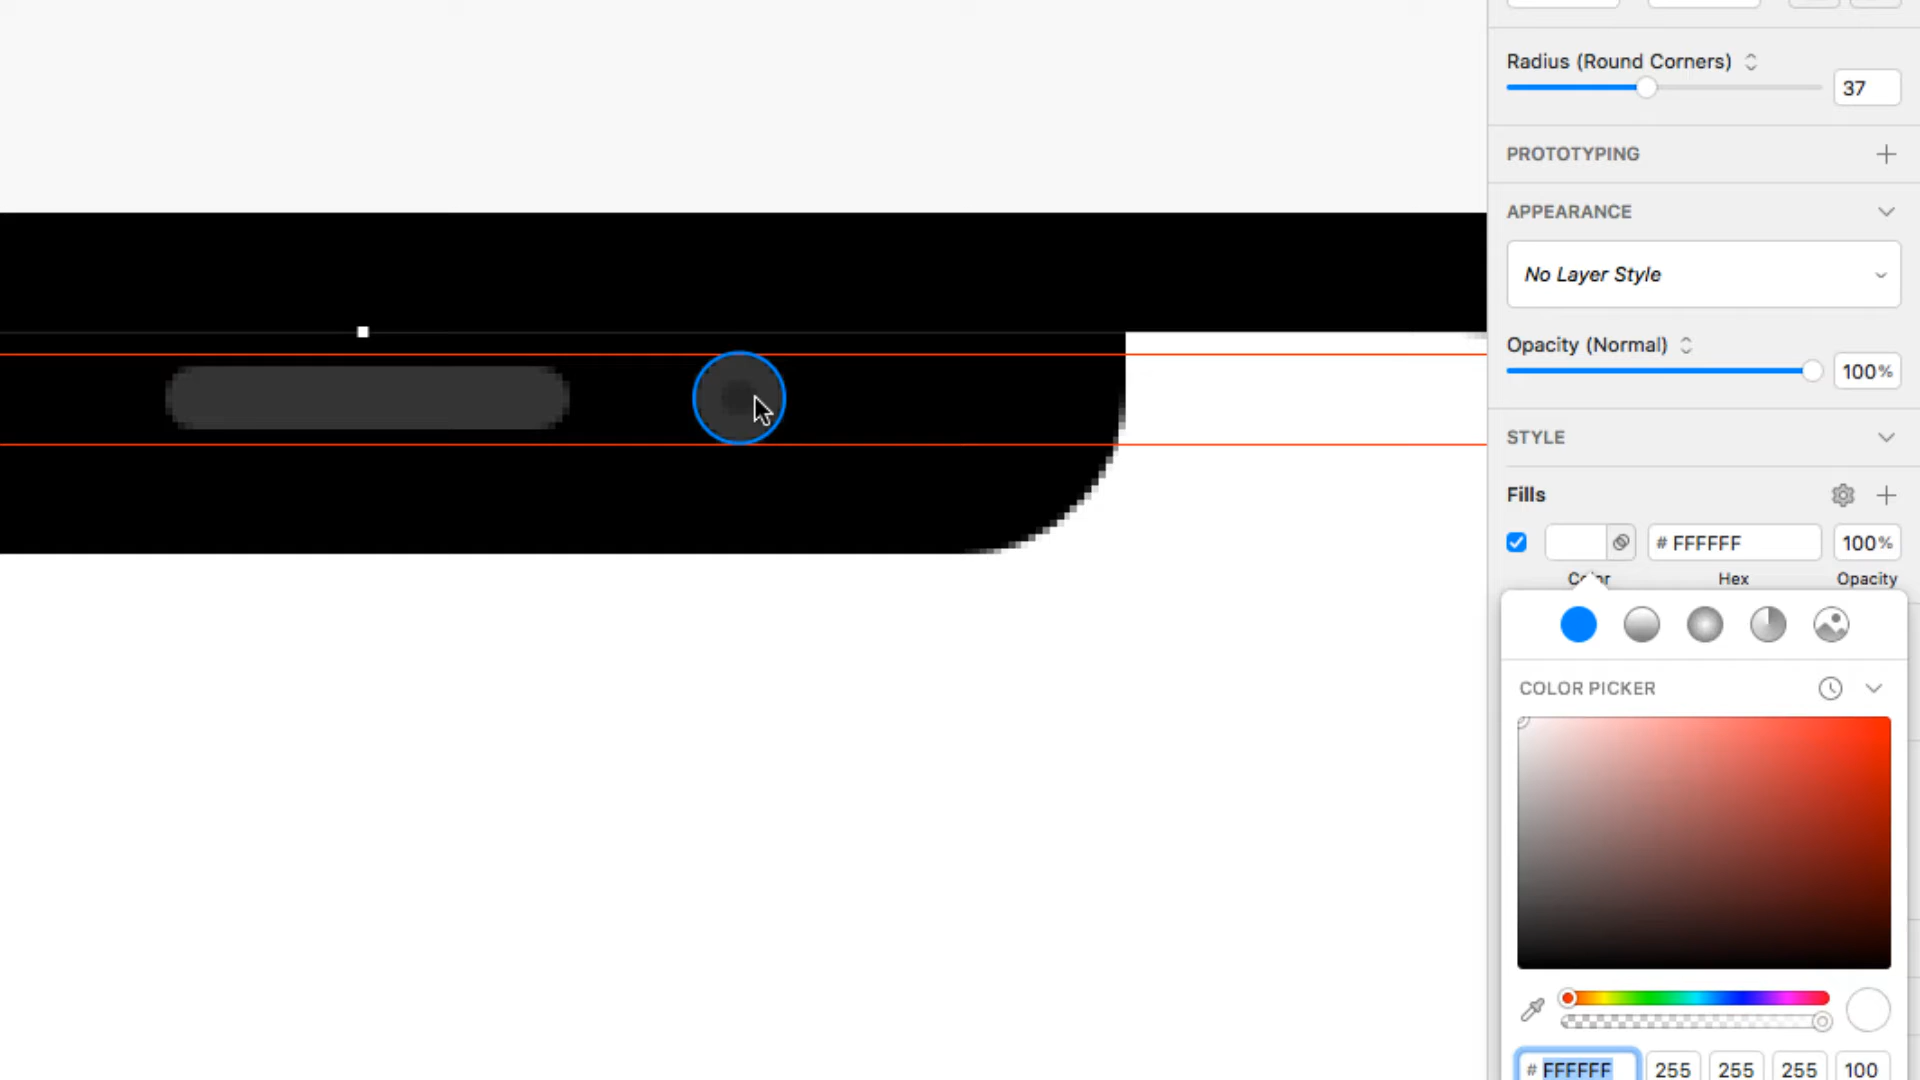 Radius (Round Corners)
37
PROTOTYPING
APPEARANCE
No Layer Style
Opacity (Normal)
100%
STYLE
Fills
# FFFFFF
100%
Hex
Opacity
COLOR PICKER
# FFFFFF
255
255
255
100